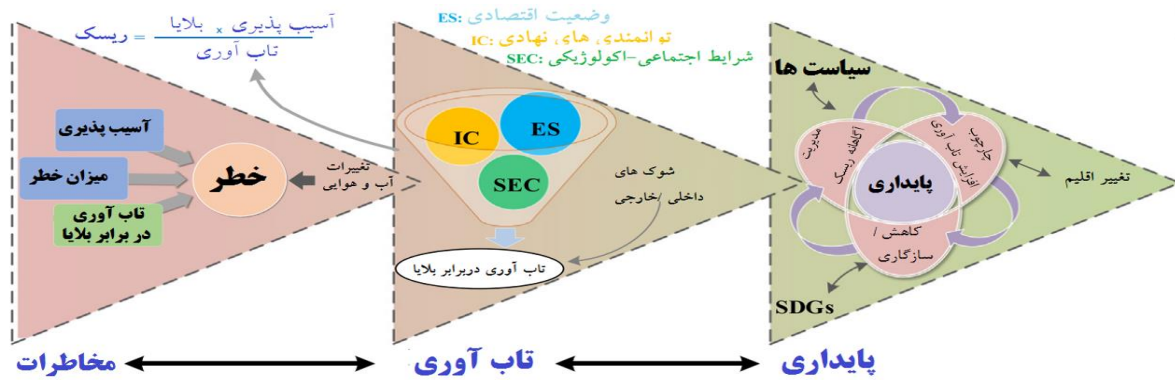 ریسک = آسیب پذیری × بلایا / تاب آوری
آسیب پذیری
میزان خطر
تاب آوری
در برابر بلایا
خطر
تغییرات
آب و هوایی
مخاطرات
ES: وضعیت اقتصادی
IC: توانمندی های نهادی
SEC: شرایط اجتماعی-اکولوژیکی
IC
ES
SEC
شوک های
داخلی /خارجی
تاب آوری دربرابر بلایا
تاب آوری
سیاست ها
مدیریت
آگاهانه ریسک
چارچوب
افزایش تاب آوری
پایداری
کاهش /
سازگاری
تغییر اقلیم
SDGs
پایداری